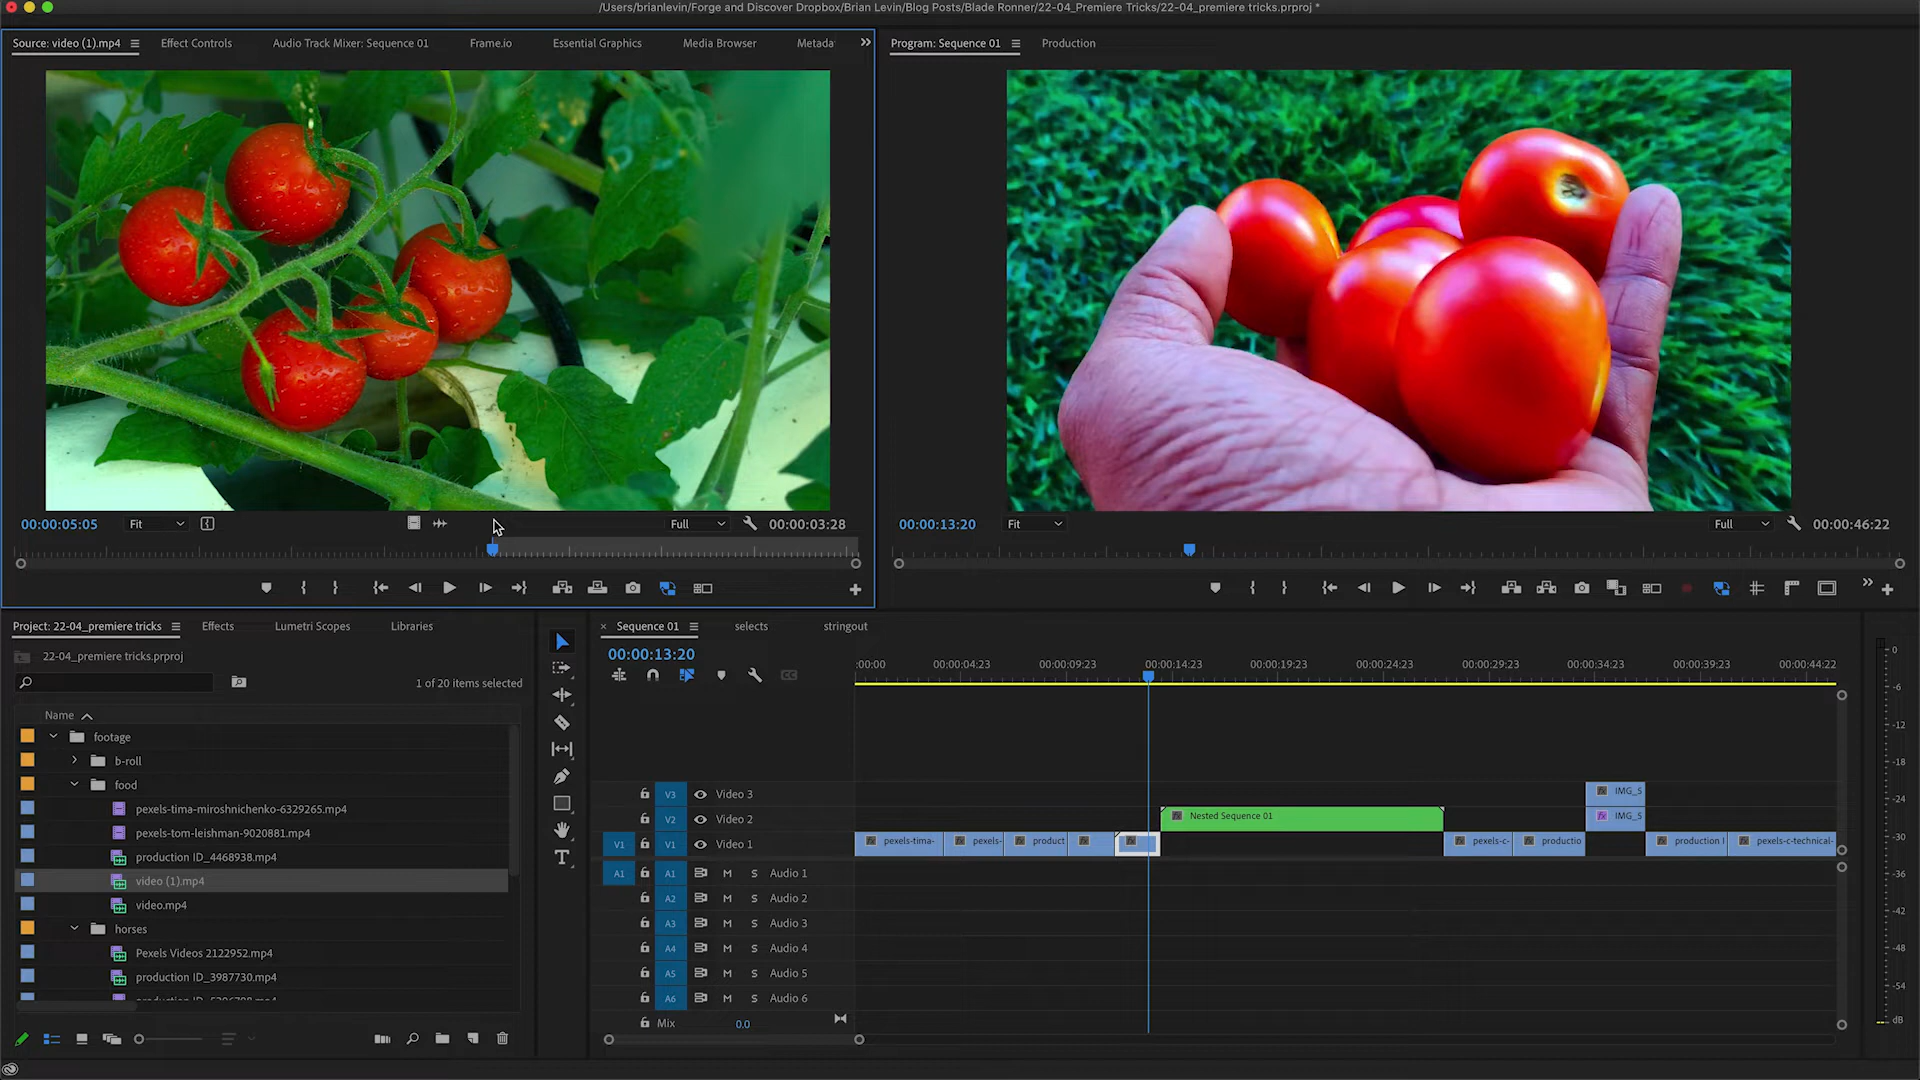 /Users/brianlevin/Forge and Discover Dropbox/Brian Levin/Blog Posts/Blade Ronner/22-04_Premiere Tricks/22-04_premiere tricks.prproj *
Source: video (1).mp4 Effect Controls Audio Track Mixer: Sequence 01 Frame.io Essential Graphics Media Browser Metada
Program: Sequence 01 Production
00:00:05:05 Fit Full 00:00:03:28
00:00:13:20 Fit Full 00:00:46:22
Project: 22-04_premiere tricks Effects Lumetri Scopes Libraries
22-04_premiere tricks.prproj
1 of 20 items selected
Name
footage
b-roll
food
pexels-tima-miroshnichenko-6329265.mp4
pexels-tom-leishman-9020881.mp4
production ID_4468938.mp4
video (1).mp4
video.mp4
horses
Pexels Videos 2122952.mp4
production ID_3987730.mp4
Sequence 01 selects stringout
00:00:13:20
:00:00 00:00:04:23 00:00:09:23 00:00:14:23 00:00:19:23 00:00:24:23 00:00:29:23 00:00:34:23 00:00:39:23 00:00:44:22
V3 Video 3 IMG_5
V2 Video 2 Nested Sequence 01 IMG_5
V1 V1 Video 1 pexels-tima- pexels- product pexels-c- productio production I pexels-c-technical-
A1 A1 M S Audio 1
A2 M S Audio 2
A3 M S Audio 3
A4 M S Audio 4
A5 M S Audio 5
A6 M S Audio 6
Mix 0.0
0
-6
-12
-18
-24
-30
-36
-42
-48
-54
dB